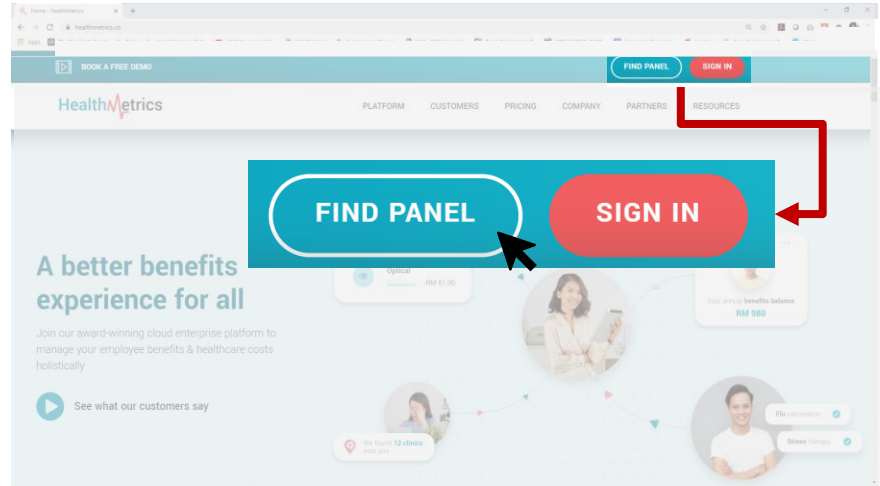 Home - HealthMetrics
healthmetrics.co
Apps
BOOK A FREE DEMO
FIND PANEL
SIGN IN
HealthMetrics
PLATFORM
CUSTOMERS
PRICING
COMPANY
PARTNERS
RESOURCES
FIND PANEL
SIGN IN
A better benefits
experience for all
Join our award-winning cloud enterprise platform to
manage your employee benefits & healthcare costs
holistically
See what our customers say
Optical
-RM 61.00
Your annual benefits balance
RM 980
We found 12 clinics
near you
Flu vaccination
Stress therapy